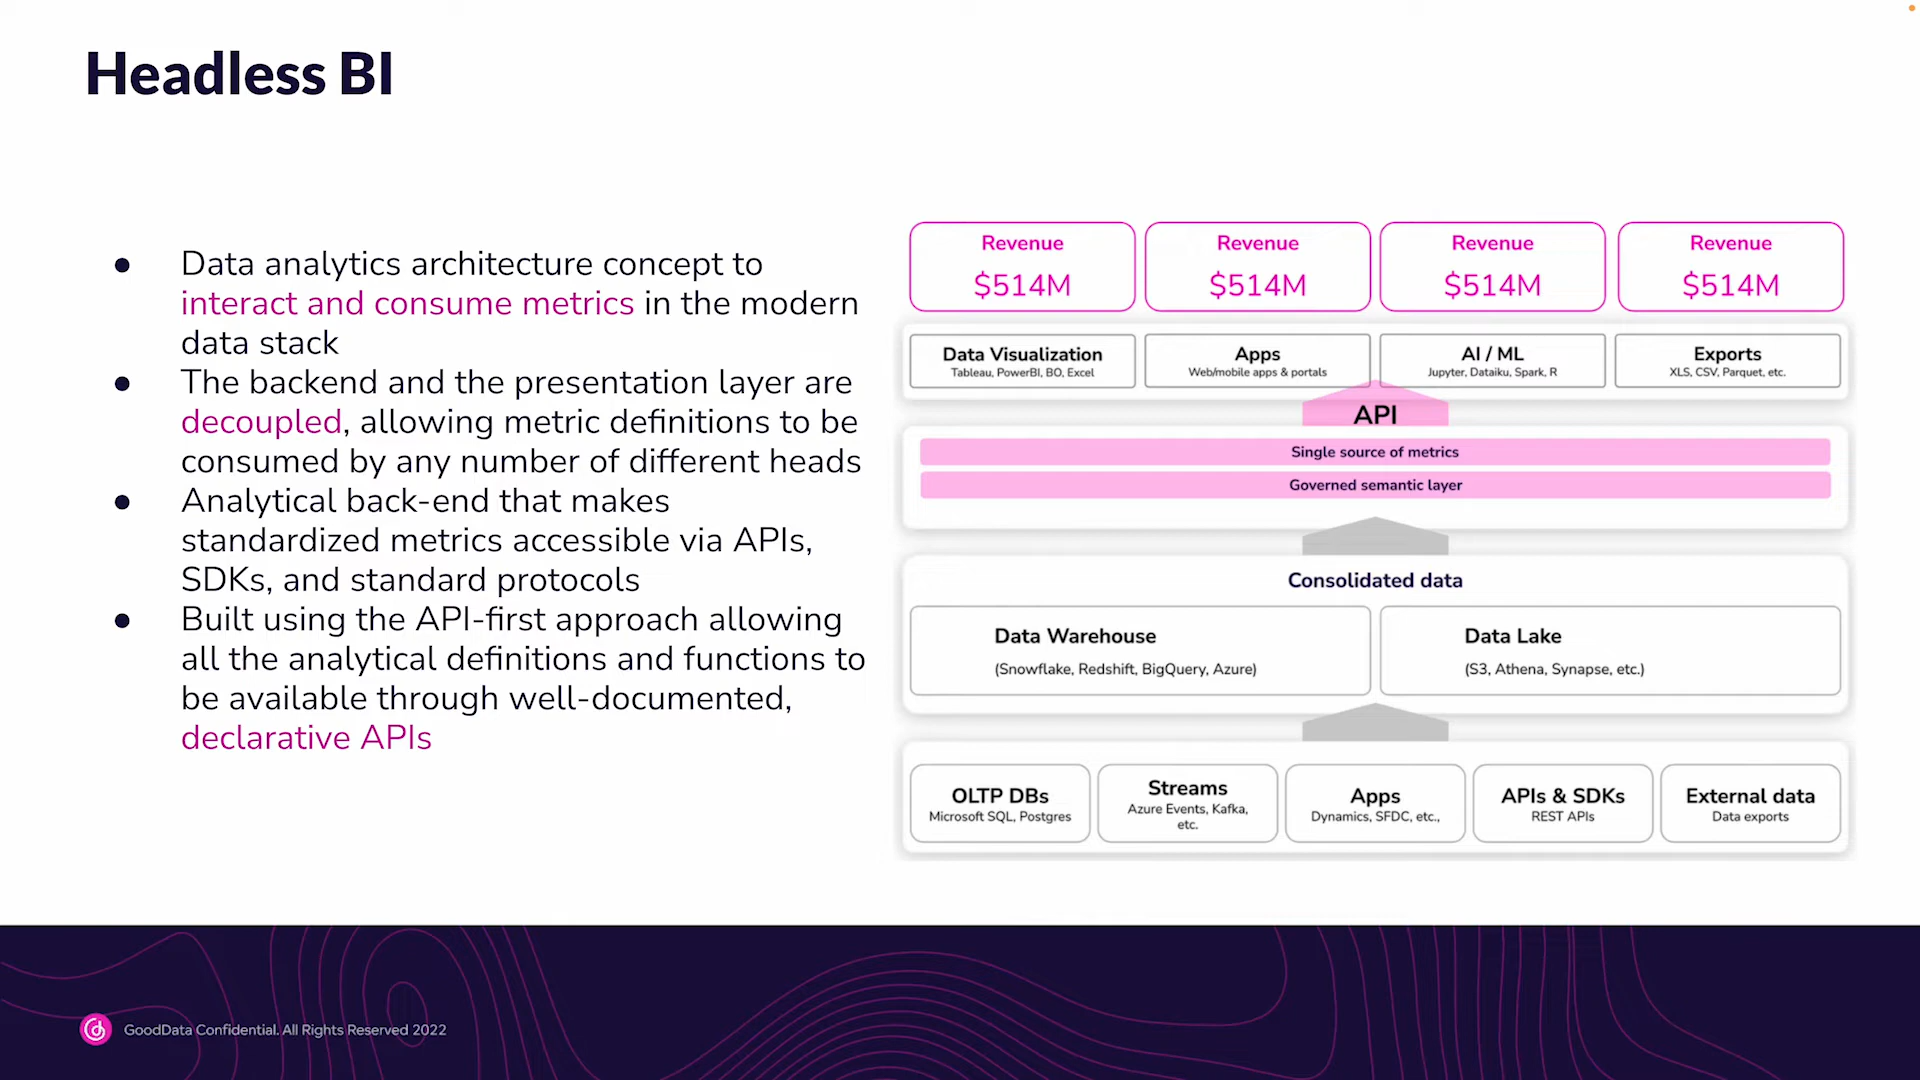 Headless BI
● Data analytics architecture concept to
interact and consume metrics in the modern
data stack
● The backend and the presentation layer are
decoupled, allowing metric definitions to be
consumed by any number of different heads
● Analytical back-end that makes
standardized metrics accessible via APIs,
SDKs, and standard protocols
● Built using the API-first approach allowing
all the analytical definitions and functions to
be available through well-documented,
declarative APIs
Revenue
$514M
Revenue
$514M
Revenue
$514M
Revenue
$514M
Data Visualization
Tableau, PowerBI, BO, Excel
Apps
Web/mobile apps & portals
AI / ML
Jupyter, Dataiku, Spark, R
Exports
XLS, CSV, Parquet, etc.
API
Single source of metrics
Governed semantic layer
Consolidated data
Data Warehouse
(Snowflake, Redshift, BigQuery, Azure)
Data Lake
(S3, Athena, Synapse, etc.)
OLTP DBs
Microsoft SQL, Postgres
Streams
Azure Events, Kafka,
etc.
Apps
Dynamics, SFDC, etc.,
APIs & SDKs
REST APIs
External data
Data exports
GoodData Confidential. All Rights Reserved 2022